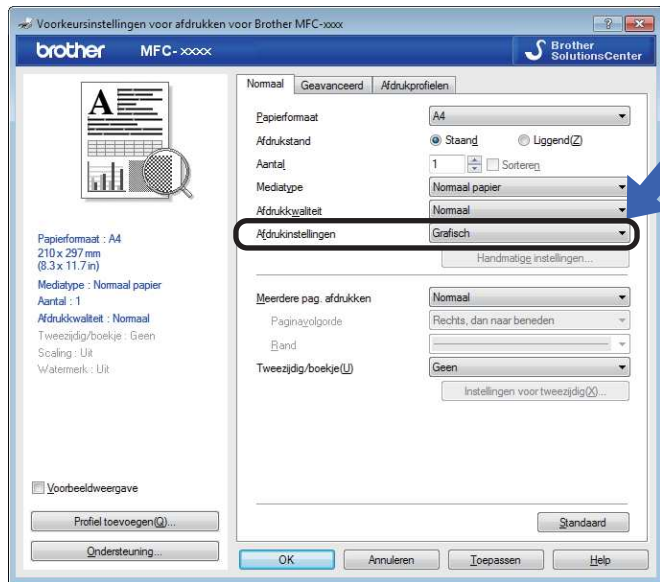 Voorkeursinstellingen voor afdrukken voor Brother MFC-xxxx
brother MFC-xxxx
Brother
SolutionsCenter
A
Papierformaat : A4
210 x 297 mm
(8.3 x 11.7 in)
Mediatype : Normaal papier
Aantal : 1
Afdrukkwaliteit : Normaal
Tweezijdig/boekje : Geen
Scaling : Uit
Watermerk : Uit
Voorbeeldweergave
Profiel toevoegen(Q)...
Ondersteuning...
Normaal Geavanceerd Afdrukprofielen
Papierformaat A4
Afdrukstand Staand Liggend(Z)
Aantal 1 Sorteren
Mediatype Normaal papier
Afdrukkwaliteit Normaal
Afdrukinstellingen Grafisch
Handmatige instellingen...
Meerdere pag. afdrukken Normaal
Paginavolgorde Rechts, dan naar beneden
Rand
Tweezijdig/boekje(U) Geen
Instellingen voor tweezijdig(X)...
Standaard
OK Annuleren Toepassen Help